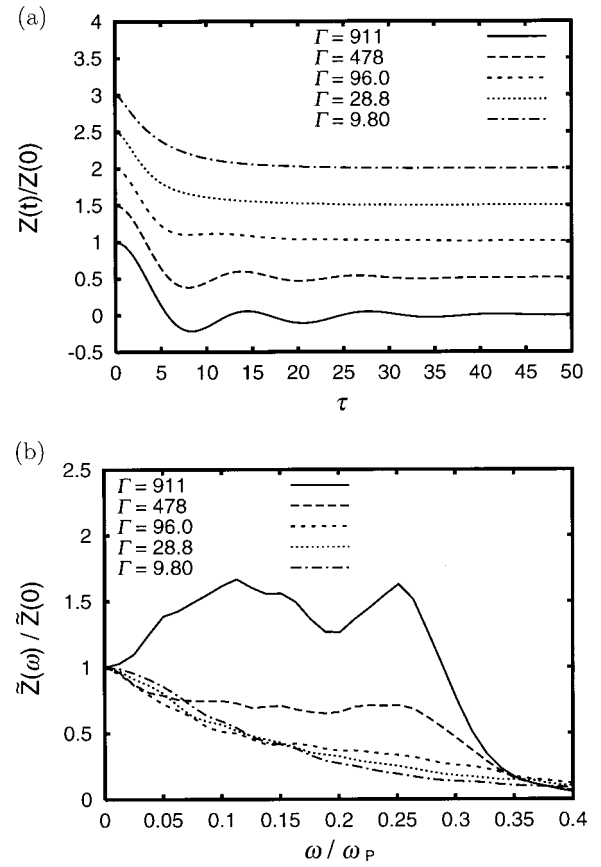 (a)
4
3.5
3
2.5
2
1.5
1
0.5
0
-0.5
Z(t)/Z(0)
Γ = 911
Γ = 478
Γ = 96.0
Γ = 28.8
Γ = 9.80
0 5 10 15 20 25 30 35 40 45 50
τ
(b)
2.5
2
1.5
1
0.5
0
Z̃(ω) / Z̃(0)
Γ = 911
Γ = 478
Γ = 96.0
Γ = 28.8
Γ = 9.80
0 0.05 0.1 0.15 0.2 0.25 0.3 0.35 0.4
ω / ω_P